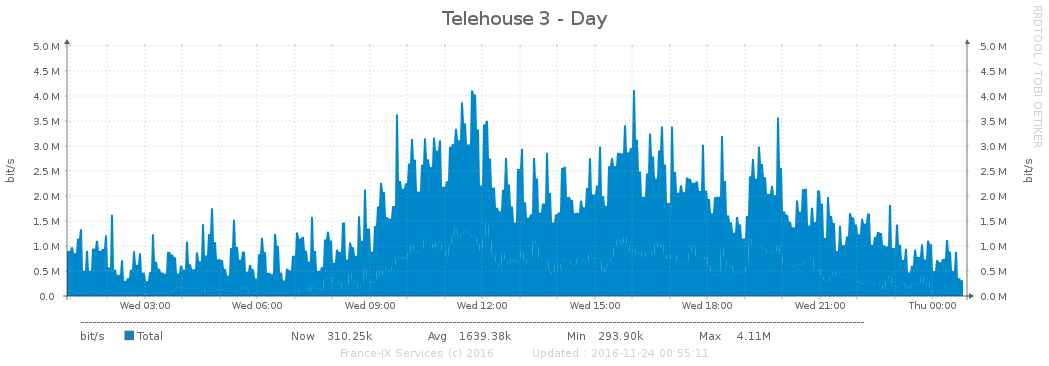 Telehouse 3 - Day
RRDTOOL / TOBI OETIKER
5.0 M 5.0 M
4.5 M 4.5 M
4.0 M 4.0 M
3.5 M 3.5 M
3.0 M 3.0 M
2.5 M 2.5 M
2.0 M 2.0 M
1.5 M 1.5 M
1.0 M 1.0 M
0.5 M 0.5 M
0.0 0.0 M
bit/s bit/s
Wed 03:00 Wed 06:00 Wed 09:00 Wed 12:00 Wed 15:00 Wed 18:00 Wed 21:00 Thu 00:00
bit/s Total Now 310.25k Avg 1639.38k Min 293.90k Max 4.11M
France-IX Services (c) 2016 Updated : 2016-11-24 00:55:11